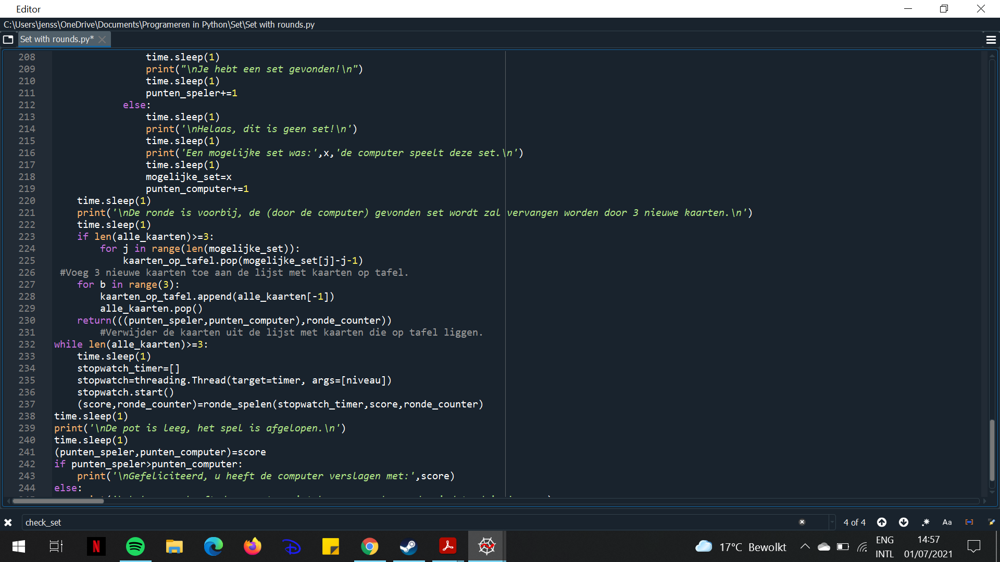 Editor
C:\Users\jenss\OneDrive\Documents\Programeren in Python\Set\Set with rounds.py
Set with rounds.py*
208 time.sleep(1)
209 print("\nJe hebt een set gevonden!\n")
210 time.sleep(1)
211 punten_speler+=1
212 else:
213 time.sleep(1)
214 print('\nHelaas, dit is geen set!\n')
215 time.sleep(1)
216 print('Een mogelijke set was:',x,'de computer speelt deze set.\n')
217 time.sleep(1)
218 mogelijke_set=x
219 punten_computer+=1
220 time.sleep(1)
221 print('\nDe ronde is voorbij, de (door de computer) gevonden set wordt zal vervangen worden door 3 nieuwe kaarten.\n')
222 time.sleep(1)
223 if len(alle_kaarten)>=3:
224 for j in range(len(mogelijke_set)):
225 kaarten_op_tafel.pop(mogelijke_set[j]-j-1)
226 #Voeg 3 nieuwe kaarten toe aan de lijst met kaarten op tafel.
227 for b in range(3):
228 kaarten_op_tafel.append(alle_kaarten[-1])
229 alle_kaarten.pop()
230 return(((punten_speler,punten_computer),ronde_counter))
231 #Verwijder de kaarten uit de lijst met kaarten die op tafel liggen.
232 while len(alle_kaarten)>=3:
233 time.sleep(1)
234 stopwatch_timer=[]
235 stopwatch=threading.Thread(target=timer, args=[niveau])
236 stopwatch.start()
237 (score,ronde_counter)=ronde_spelen(stopwatch_timer,score,ronde_counter)
238 time.sleep(1)
239 print('\nDe pot is leeg, het spel is afgelopen.\n')
240 time.sleep(1)
241 (punten_speler,punten_computer)=score
242 if punten_speler>punten_computer:
243 print('\nGefeliciteerd, u heeft de computer verslagen met:',score)
244 else:
check_set
4 of 4
Aa
17°C Bewolkt
ENG
INTL
14:57
01/07/2021